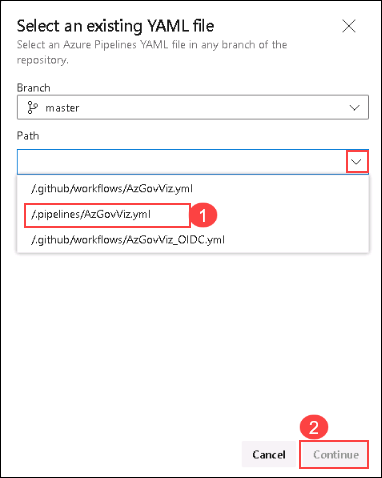 Select an existing YAML file
Select an Azure Pipelines YAML file in any branch of the
repository.
Branch
master
Path
/.github/workflows/AzGovViz.yml
/.pipelines/AzGovViz.yml
1
/.github/workflows/AzGovViz_OIDC.yml
2
Cancel
Continue